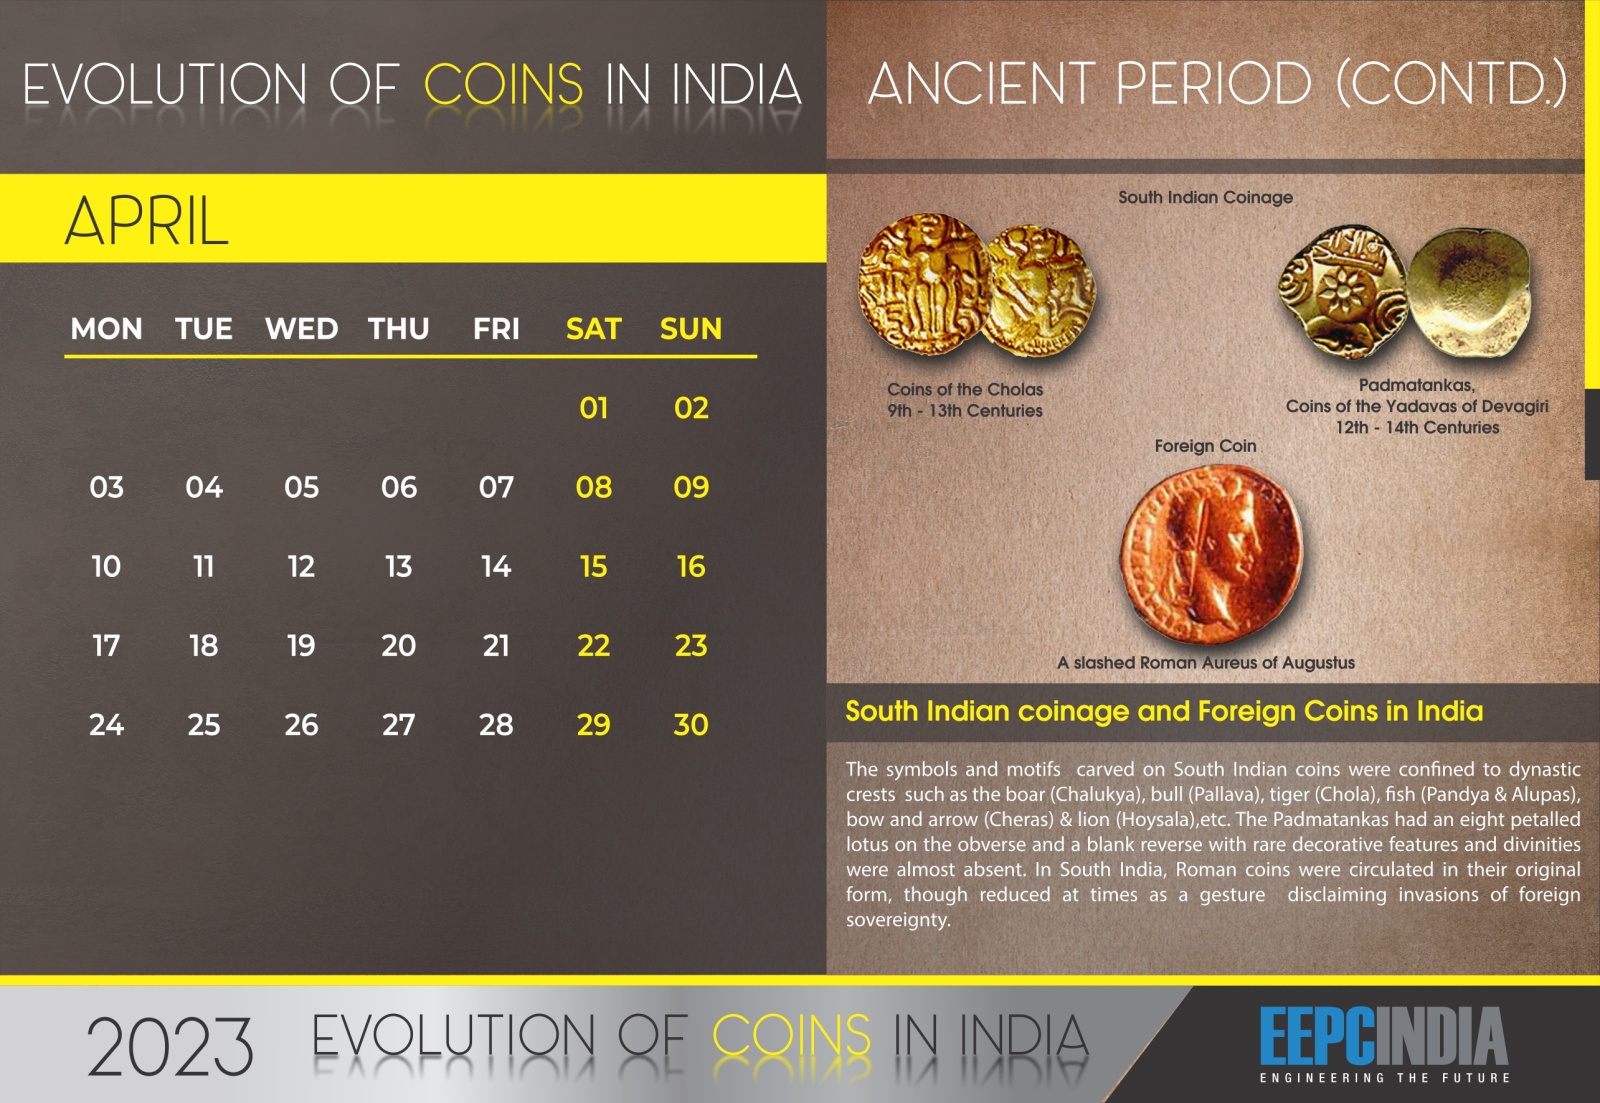 EVOLUTION OF COINS IN INDIA
APRIL
MON TUE WED THU FRI SAT SUN
01 02
03 04 05 06 07 08 09
10 11 12 13 14 15 16
17 18 19 20 21 22 23
24 25 26 27 28 29 30
ANCIENT PERIOD (CONTD.)
South Indian Coinage
Coins of the Cholas
9th - 13th Centuries
Padmatankas,
Coins of the Yadavas of Devagiri
12th - 14th Centuries
Foreign Coin
A slashed Roman Aureus of Augustus
South Indian coinage and Foreign Coins in India
The symbols and motifs carved on South Indian coins were confined to dynastic
crests such as the boar (Chalukya), bull (Pallava), tiger (Chola), fish (Pandya & Alupas),
bow and arrow (Cheras) & lion (Hoysala),etc. The Padmatankas had an eight petalled
lotus on the obverse and a blank reverse with rare decorative features and divinities
were almost absent. In South India, Roman coins were circulated in their original
form, though reduced at times as a gesture disclaiming invasions of foreign
sovereignty.
2023 EVOLUTION OF COINS IN INDIA
EEPCINDIA
ENGINEERING THE FUTURE